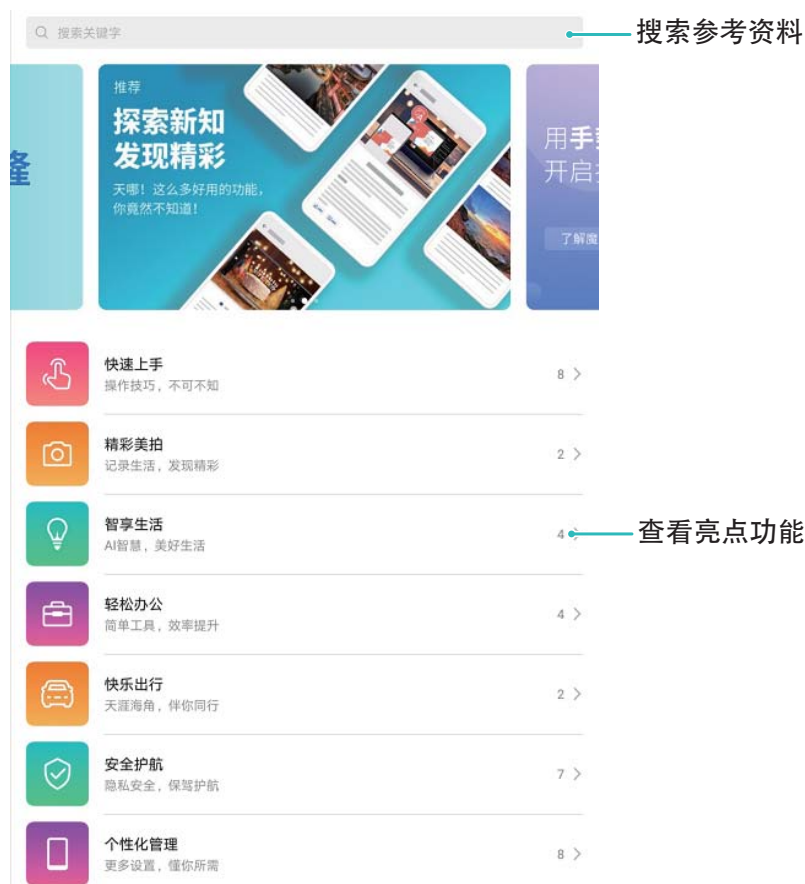 搜索关键字
搜索参考资料
隆
推荐
探索新知
发现精彩
天哪！这么多好用的功能，
你竟然不知道！
用手
开启
了解魔
快速上手
操作技巧，不可不知
8
精彩美拍
记录生活，发现精彩
2
智享生活
AI智慧，美好生活
4
查看亮点功能
轻松办公
简单工具，效率提升
4
快乐出行
天涯海角，伴你同行
2
安全护航
隐私安全，保驾护航
7
个性化管理
更多设置，懂你所需
8